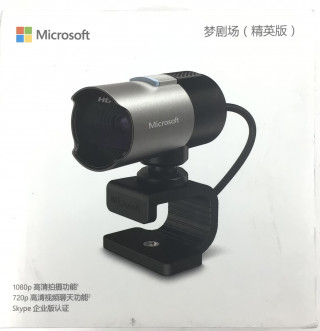 Microsoft
梦剧场（精英版）
HD
Microsoft
1080p 高清拍摄功能
720p 高清视频聊天功能
Skype 企业版认证